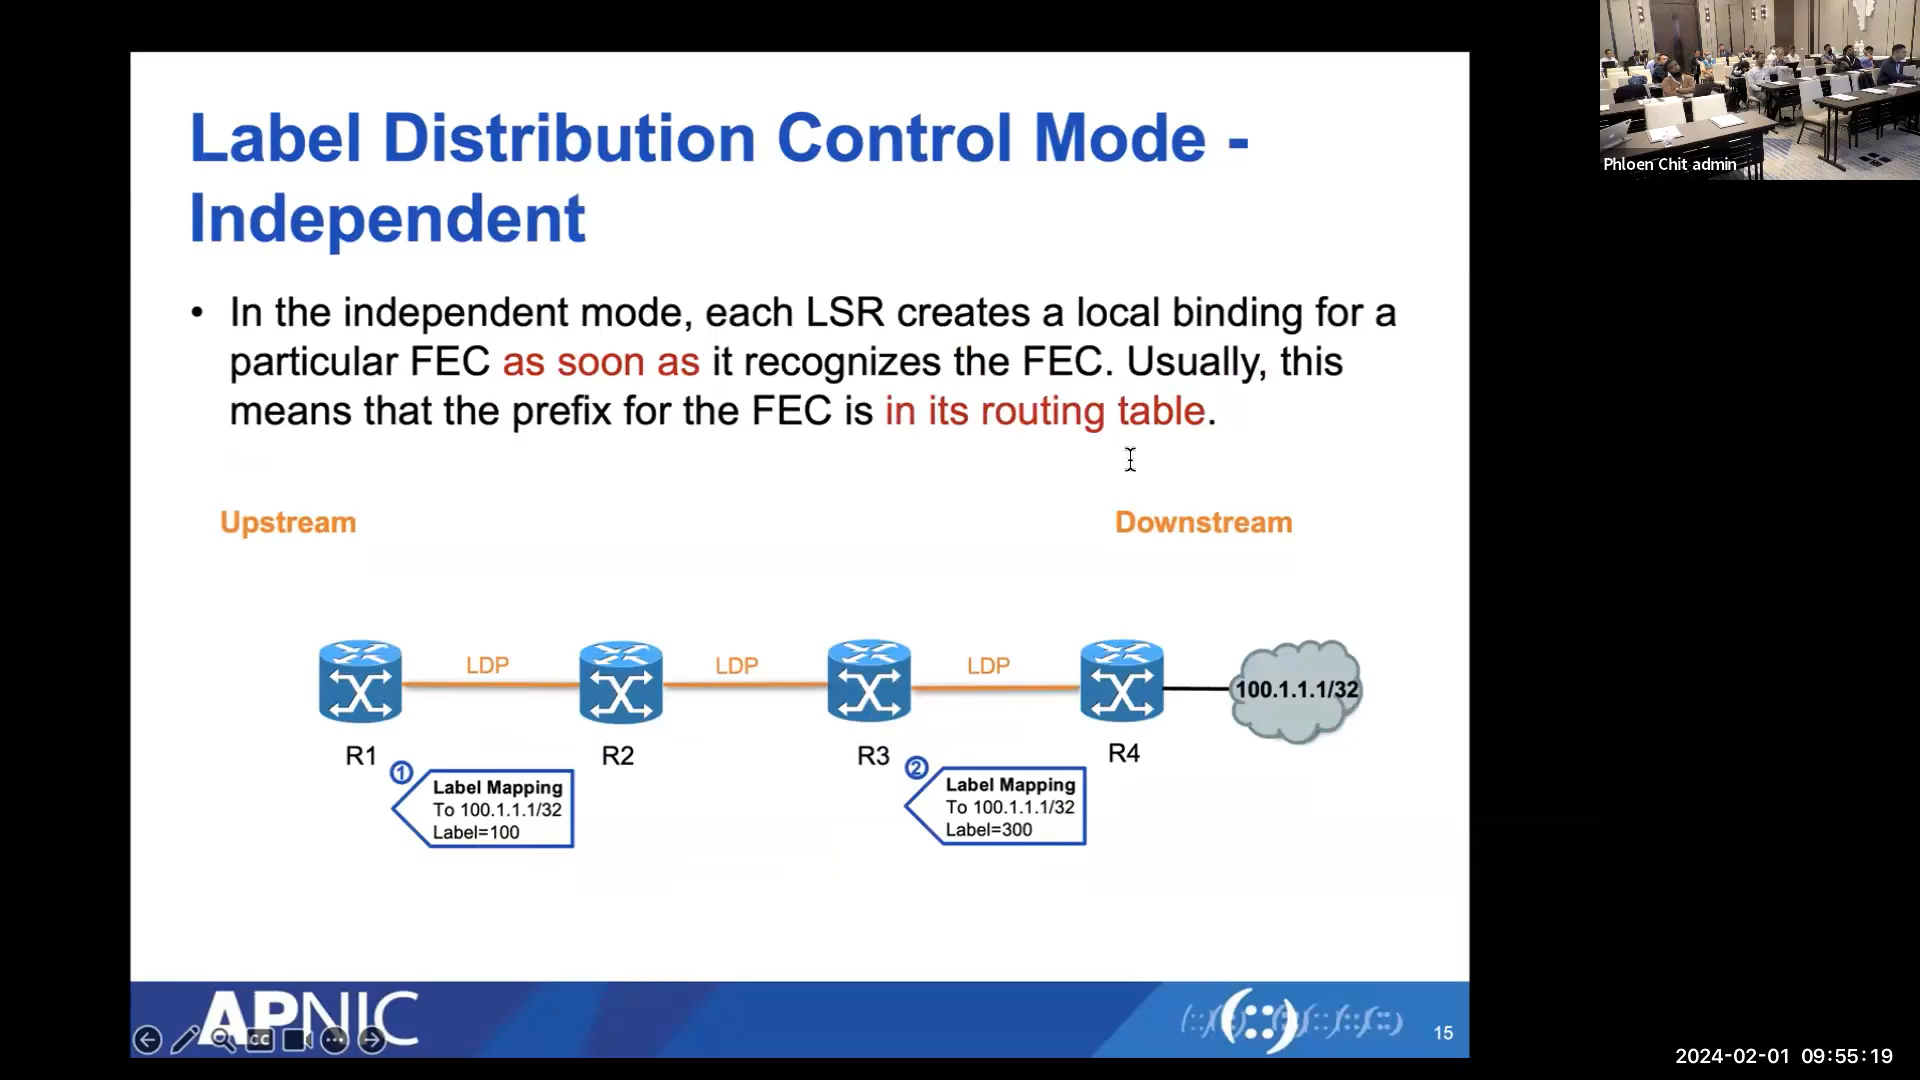 Label Distribution Control Mode -
Independent
• In the independent mode, each LSR creates a local binding for a
particular FEC as soon as it recognizes the FEC. Usually, this
means that the prefix for the FEC is in its routing table.
Upstream
Downstream
LDP
LDP
LDP
100.1.1.1/32
R1
R2
R3
R4
1
Label Mapping
To 100.1.1.1/32
Label=100
2
Label Mapping
To 100.1.1.1/32
Label=300
APNIC
CC
(::)
15
Phloen Chit admin
2024-02-01 09:55:19